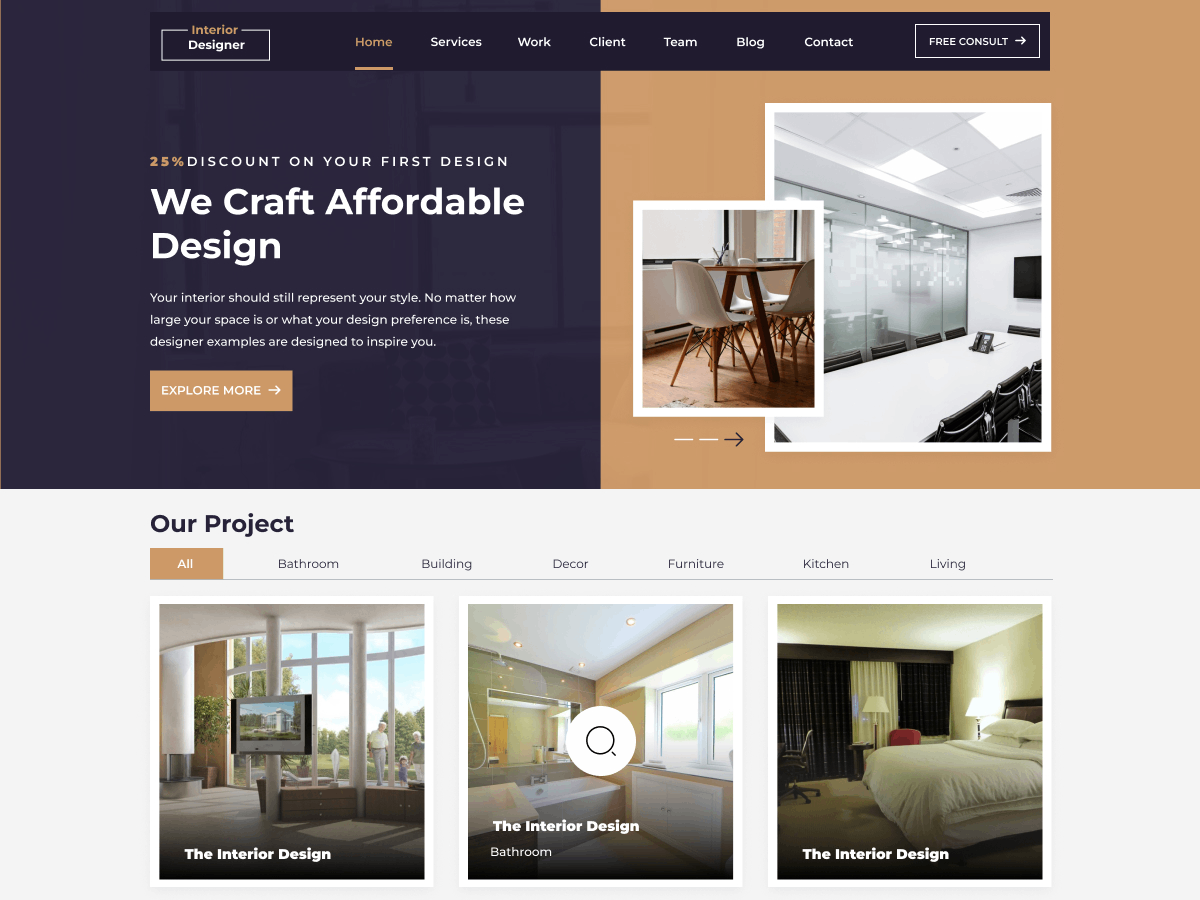 Interior
Designer
Home Services Work Client Team Blog Contact FREE CONSULT
25%DISCOUNT ON YOUR FIRST DESIGN
We Craft Affordable
Design
Your interior should still represent your style. No matter how
large your space is or what your design preference is, these
designer examples are designed to inspire you.
EXPLORE MORE
Our Project
All Bathroom Building Decor Furniture Kitchen Living
The Interior Design
The Interior Design
Bathroom
The Interior Design